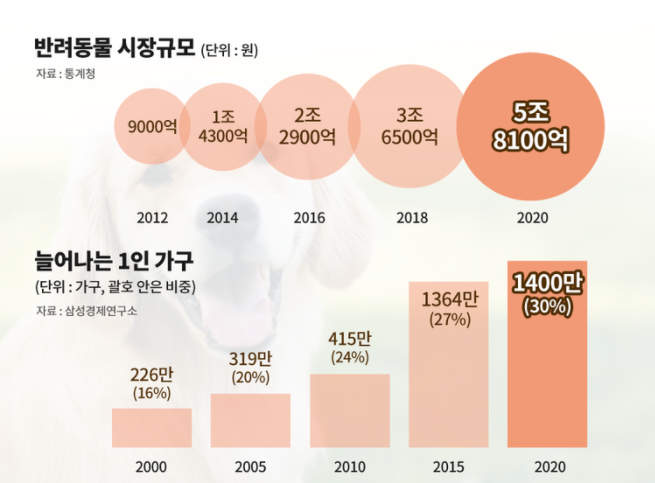 반려동물 시장규모 (단위 : 원)
자료 : 통계청
9000억
1조
4300억
2조
2900억
3조
6500억
5조
8100억
2012
2014
2016
2018
2020
늘어나는 1인 가구
(단위 : 가구, 괄호 안은 비중)
자료 : 삼성경제연구소
226만
(16%)
319만
(20%)
415만
(24%)
1364만
(27%)
1400만
(30%)
2000
2005
2010
2015
2020